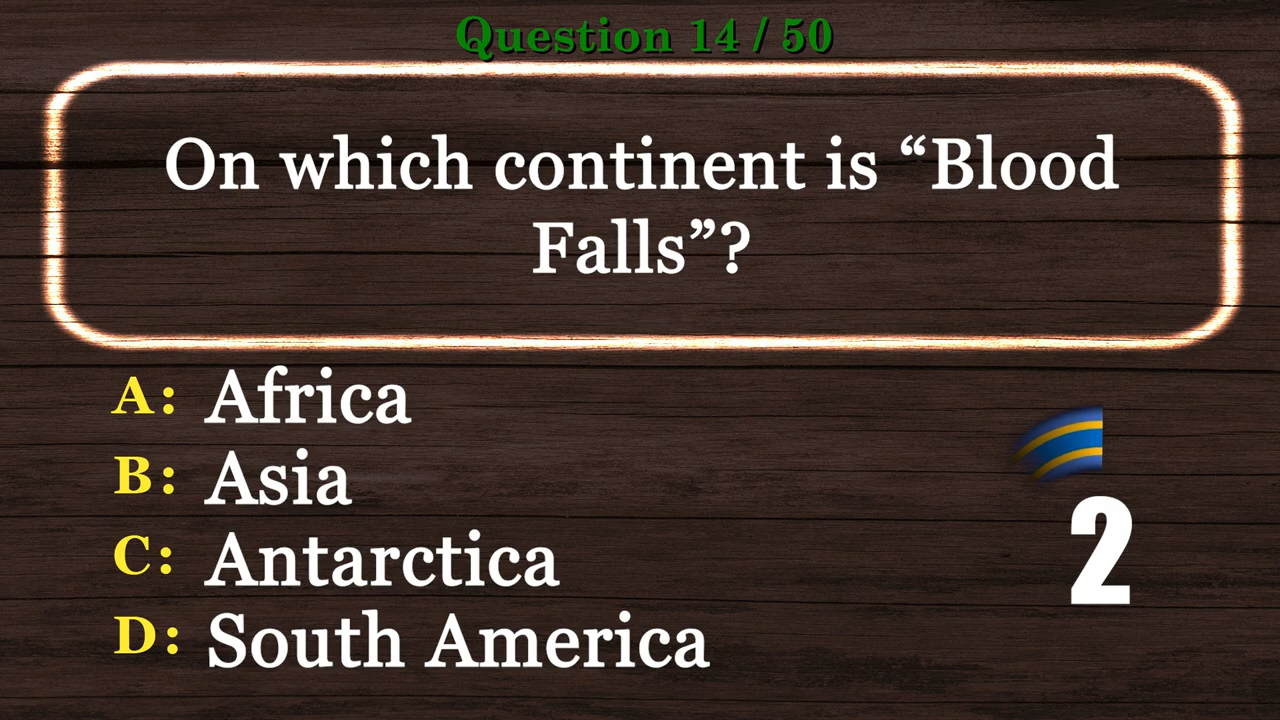 Question 14 / 50
On which continent is “Blood
Falls”?
A: Africa
B: Asia
C: Antarctica
D: South America
2